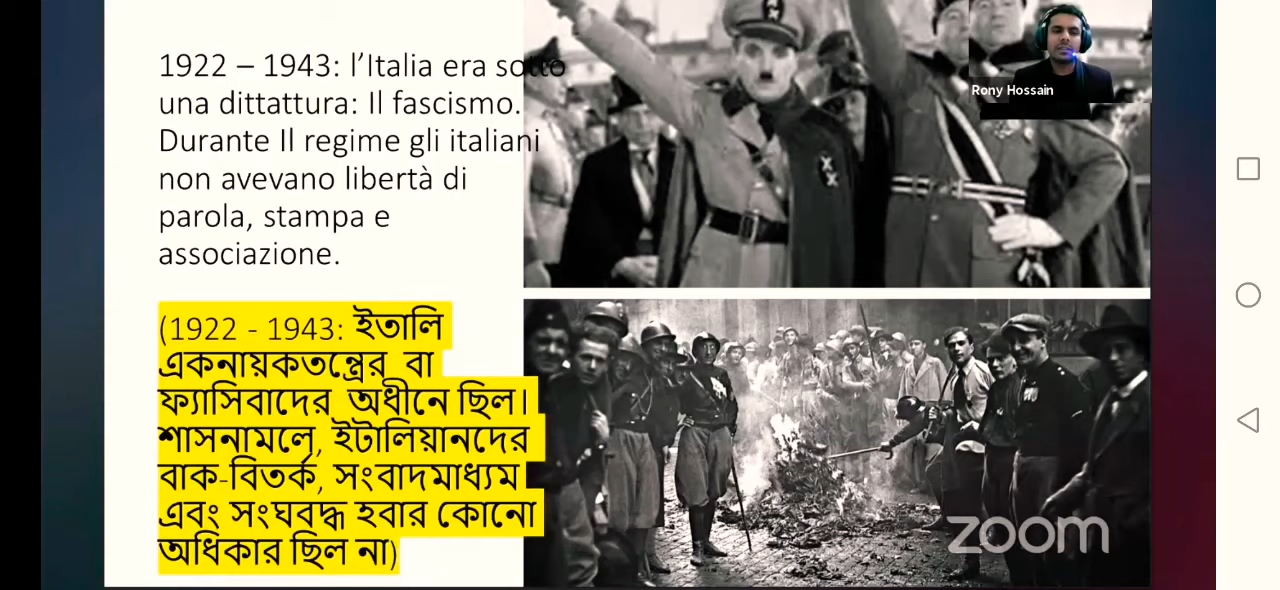 1922 – 1943: l’Italia era sotto
una dittattura: Il fascismo.
Durante Il regime gli italiani
non avevano libertà di
parola, stampa e
associazione.
(1922 - 1943: ইতালি
একনায়কতন্ত্রের বা
ফ্যাসিবাদের অধীনে ছিল।
শাসনামলে, ইটালিয়ানদের
বাক-বিতর্ক, সংবাদমাধ্যম
এবং সংঘবদ্ধ হবার কোনো
অধিকার ছিল না)
Rony Hossain
zoom